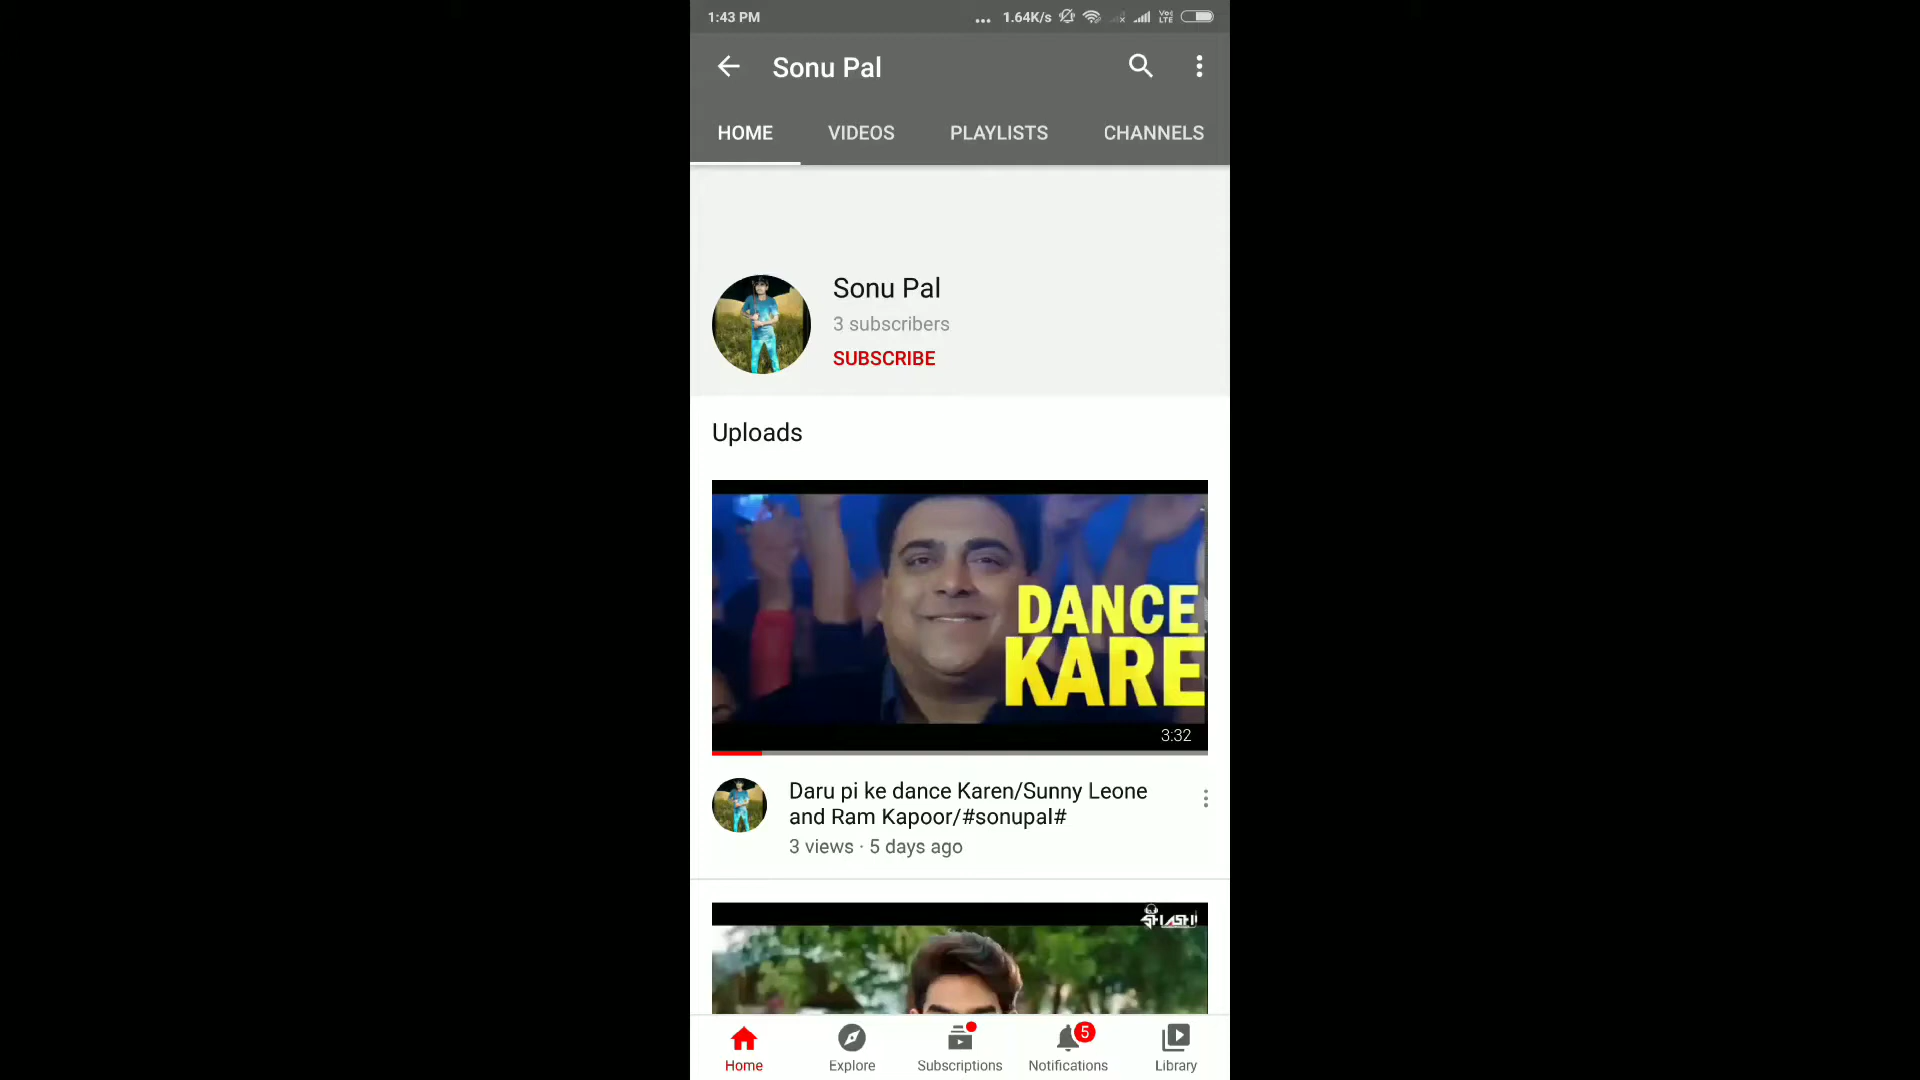 1:43 PM
... 1.64K/s
Vo LTE
Sonu Pal
HOME VIDEOS PLAYLISTS CHANNELS
Sonu Pal
3 subscribers
SUBSCRIBE
Uploads
DANCE
KARE
3:32
Daru pi ke dance Karen/Sunny Leone
and Ram Kapoor/#sonupal#
3 views · 5 days ago
5
Home Explore Subscriptions Notifications Library